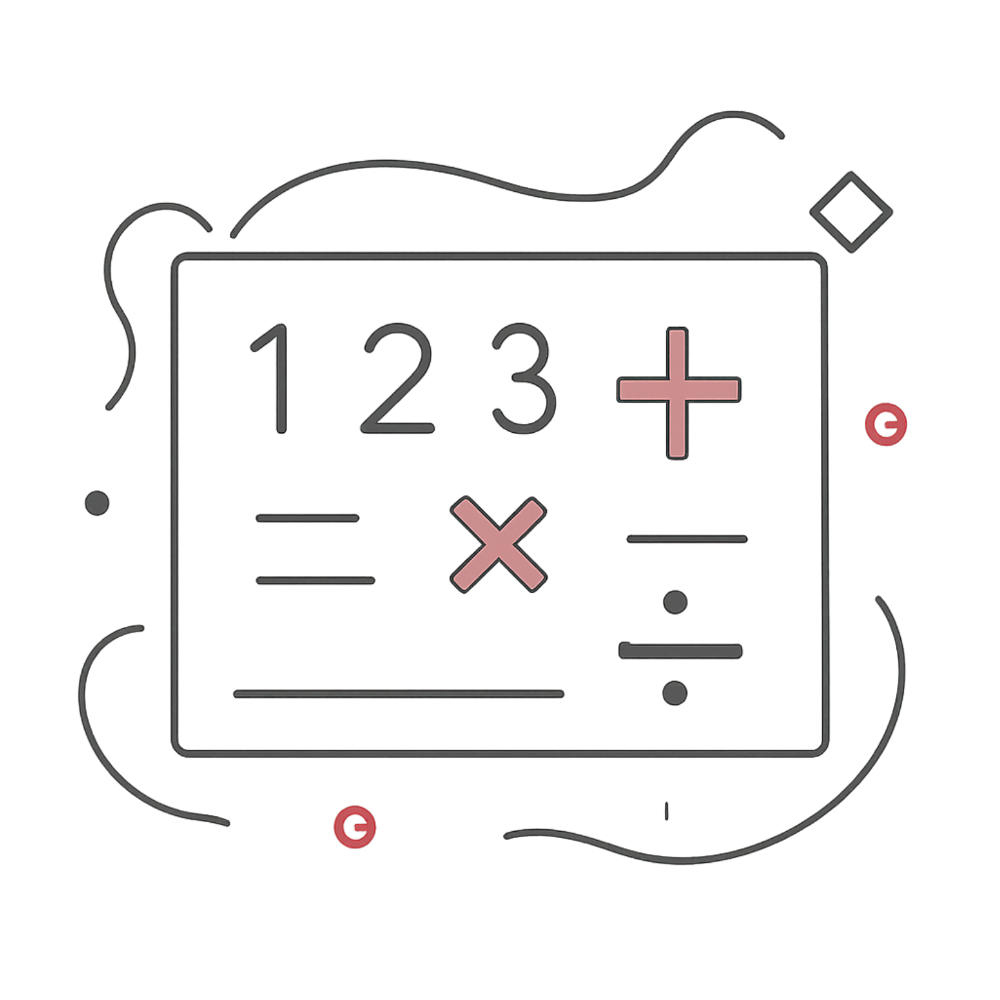 1 2 3 +
= × −
÷